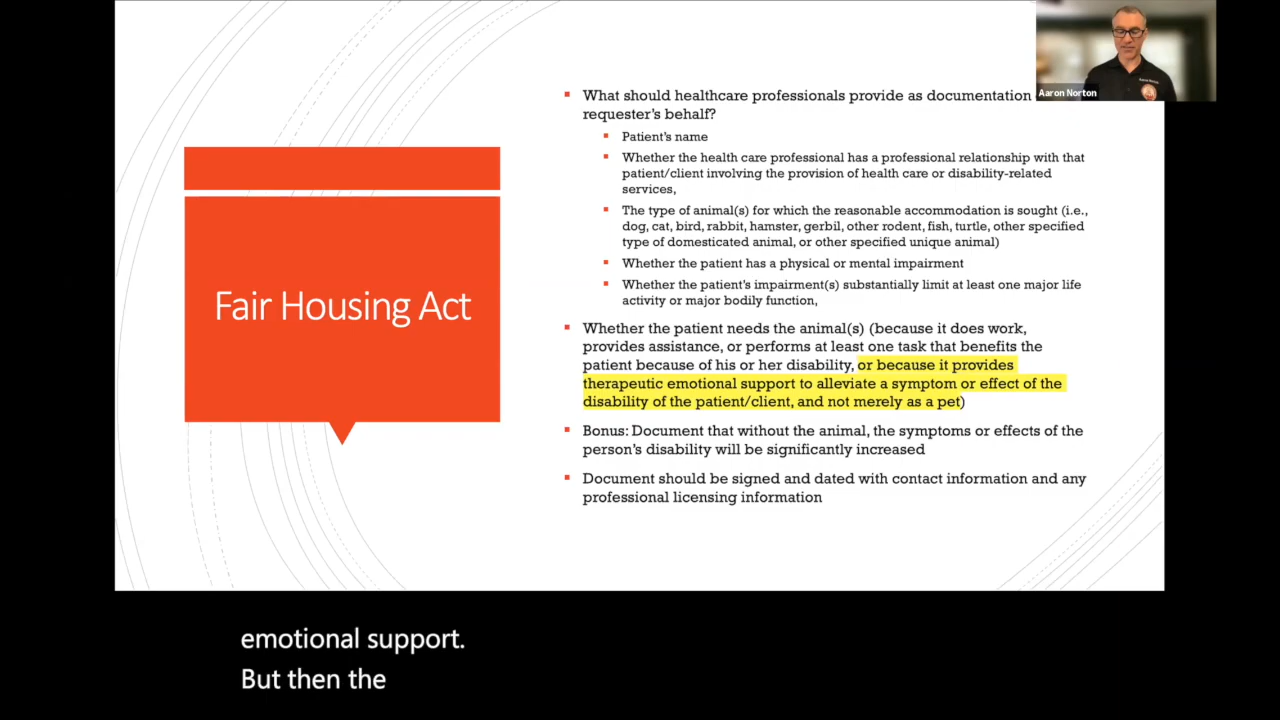 Fair Housing Act
What should healthcare professionals provide as documentation
requester's behalf?
Patient's name
Whether the health care professional has a professional relationship with that
patient/client involving the provision of health care or disability-related
services,
The type of animal(s) for which the reasonable accommodation is sought (i.e.,
dog, cat, bird, rabbit, hamster, gerbil, other rodent, fish, turtle, other specified
type of domesticated animal, or other specified unique animal)
Whether the patient has a physical or mental impairment
Whether the patient's impairment(s) substantially limit at least one major life
activity or major bodily function,
Whether the patient needs the animal(s) (because it does work,
provides assistance, or performs at least one task that benefits the
patient because of his or her disability, or because it provides
therapeutic emotional support to alleviate a symptom or effect of the
disability of the patient/client, and not merely as a pet)
Bonus: Document that without the animal, the symptoms or effects of the
person's disability will be significantly increased
Document should be signed and dated with contact information and any
professional licensing information
Aaron Norton
emotional support.
But then the